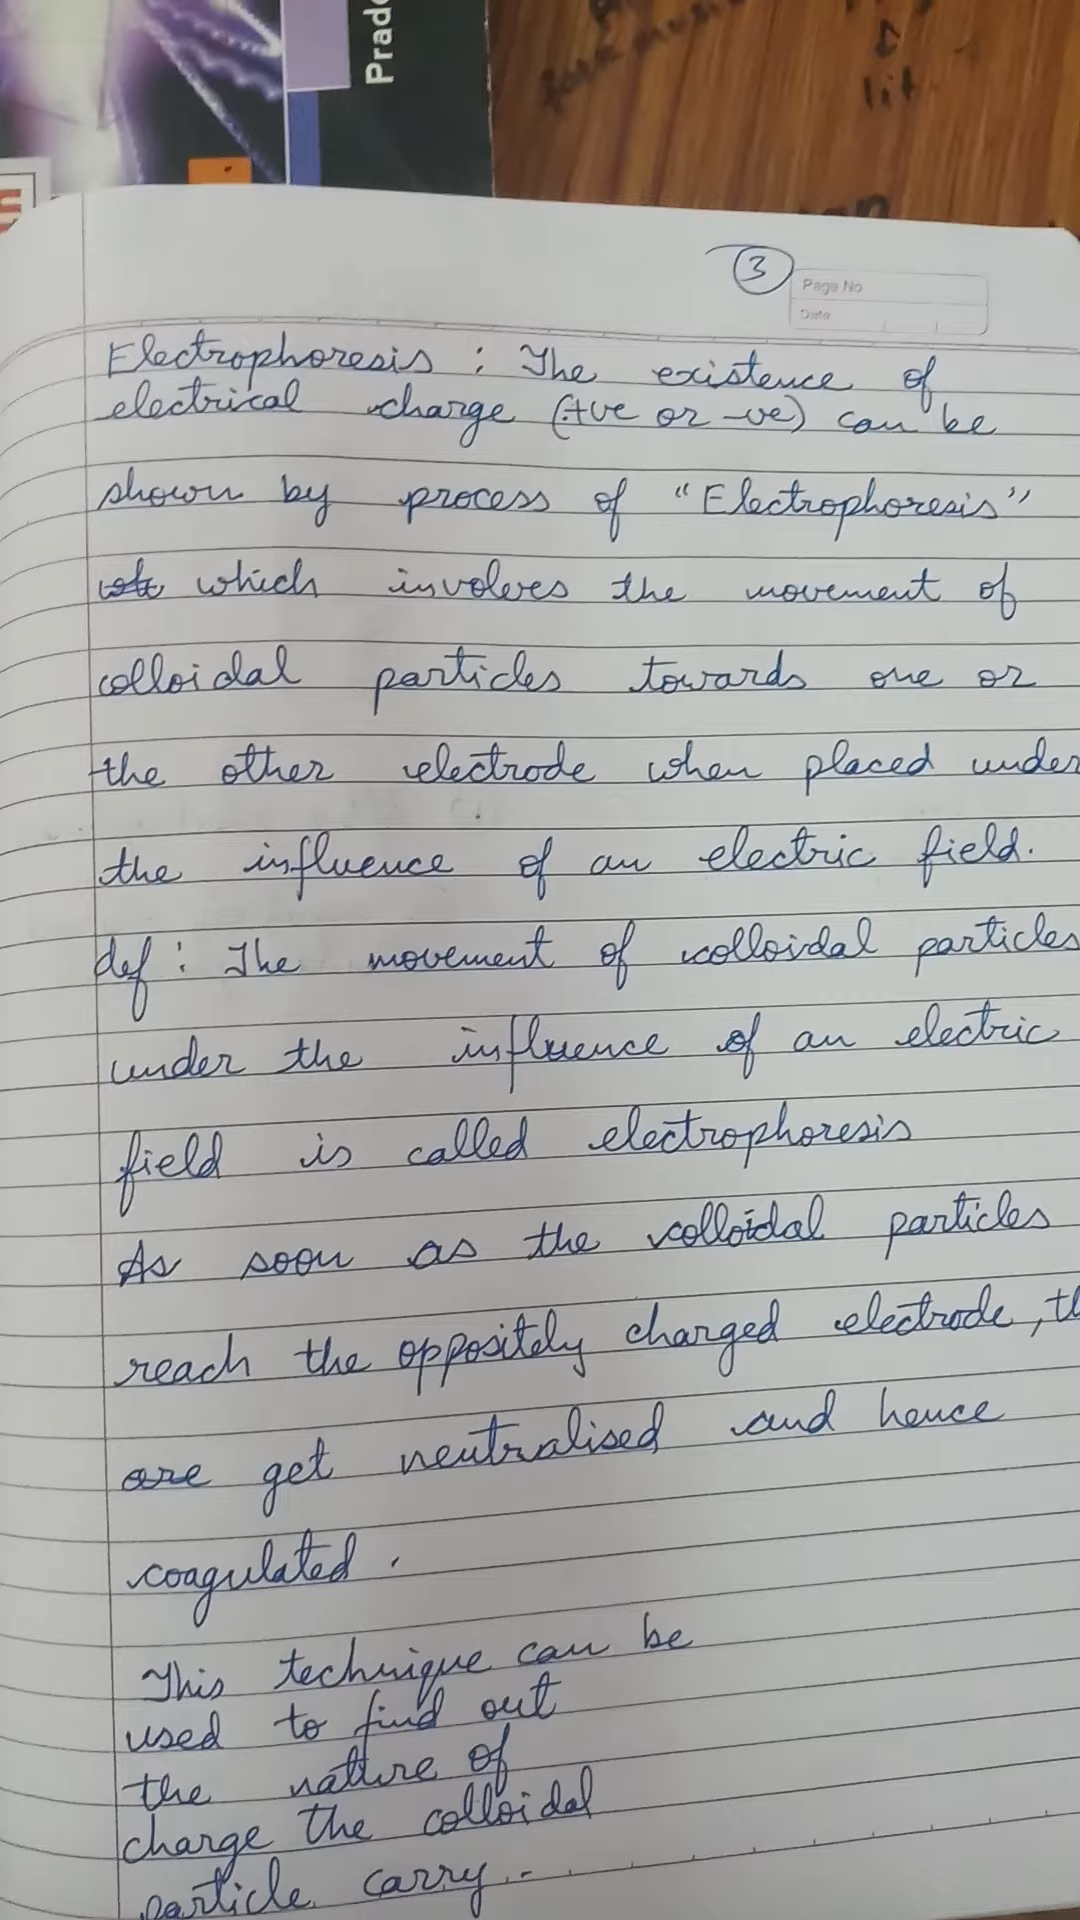 Prad
lit.
3
Page No
Date
Electrophoresis : The existence of
electrical charge (+ve or -ve) can be
shown by process of "Electrophoresis"
which involves the movement of
colloidal particles towards one or
the other electrode when placed under
the influence of an electric field.
def : The movement of colloidal particles
under the influence of an electric
field is called electrophoresis
As soon as the colloidal particles
reach the oppositely charged electrode, th
are get neutralised and hence
coagulated.
This technique can be
used to find out
the nature of
charge the colloidal
particle carry.